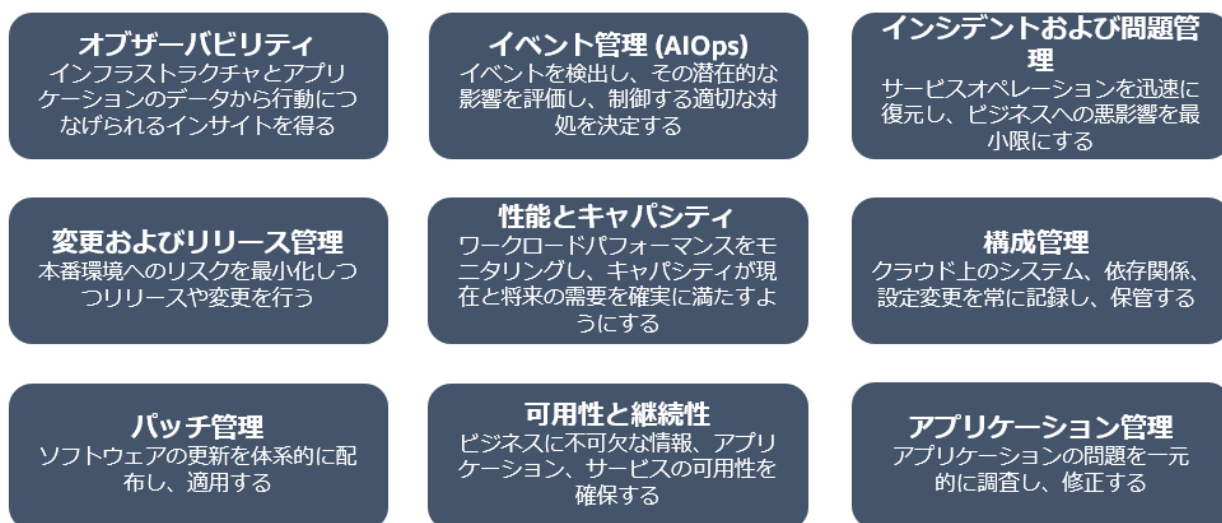 オブザーバビリティ
インフラストラクチャとアプリ
ケーションのデータから行動につ
なげられるインサイトを得る
イベント管理 (AIOps)
イベントを検出し、その潜在的な
影響を評価し、制御する適切な対
処を決定する
インシデントおよび問題管
理
サービスオペレーションを迅速に
復元し、ビジネスへの悪影響を最
小限にする
変更およびリリース管理
本番環境へのリスクを最小化しつ
つリリースや変更を行う
性能とキャパシティ
ワークロードパフォーマンスをモ
ニタリングし、キャパシティが現
在と将来の需要を確実に満たすよ
うにする
構成管理
クラウド上のシステム、依存関係、
設定変更を常に記録し、保管する
パッチ管理
ソフトウェアの更新を体系的に配
布し、適用する
可用性と継続性
ビジネスに不可欠な情報、アプリ
ケーション、サービスの可用性を
確保する
アプリケーション管理
アプリケーションの問題を一元
的に調査し、修正する